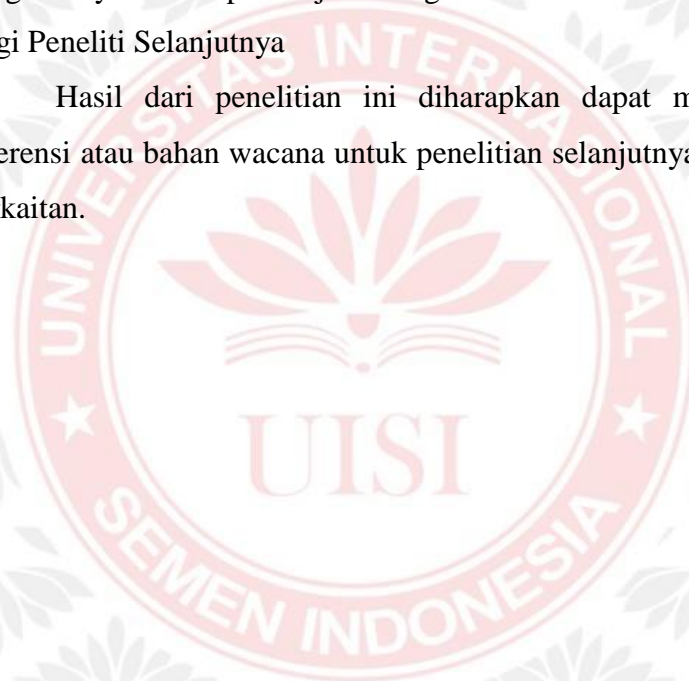 gi Peneliti Selanjutnya
Hasil dari penelitian ini diharapkan dapat m
erensi atau bahan wacana untuk penelitian selanjutnya
kaitan.
UNIVERSITAS INTERNASIONAL
UISI
SEMEN INDONESIA